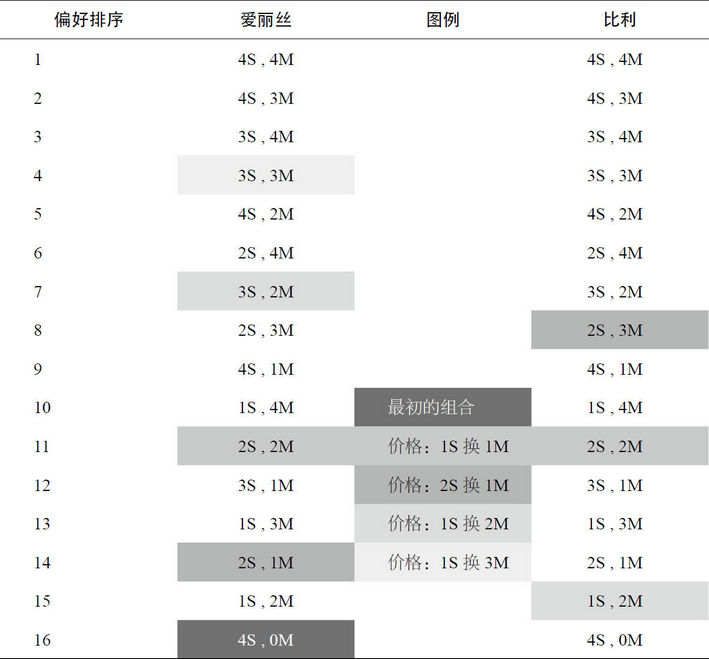 偏好排序 爱丽丝 图例 比利
1 4S , 4M 4S , 4M
2 4S , 3M 4S , 3M
3 3S , 4M 3S , 4M
4 3S , 3M 3S , 3M
5 4S , 2M 4S , 2M
6 2S , 4M 2S , 4M
7 3S , 2M 3S , 2M
8 2S , 3M 2S , 3M
9 4S , 1M 4S , 1M
10 1S , 4M 最初的组合 1S , 4M
11 2S , 2M 价格：1S 换 1M 2S , 2M
12 3S , 1M 价格：2S 换 1M 3S , 1M
13 1S , 3M 价格：1S 换 2M 1S , 3M
14 2S , 1M 价格：1S 换 3M 2S , 1M
15 1S , 2M 1S , 2M
16 4S , 0M 4S , 0M